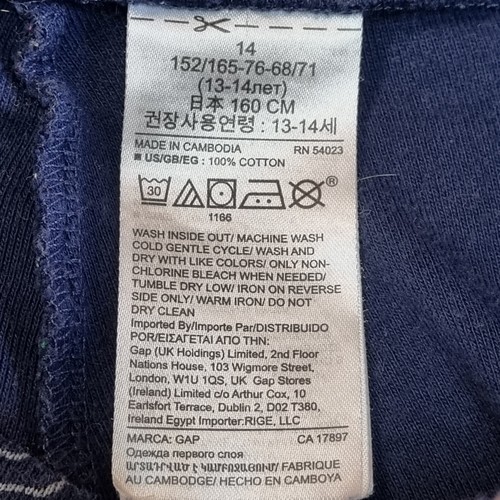 14
152/165-76-68/71
(13-14лет)
日本 160 CM
권장사용연령 : 13-14세
MADE IN CAMBODIA RN 54023
■ US/GB/EG : 100% COTTON
30 ®
1166
WASH INSIDE OUT/ MACHINE WASH
COLD GENTLE CYCLE/ WASH AND
DRY WITH LIKE COLORS/ ONLY NON-
CHLORINE BLEACH WHEN NEEDED/
TUMBLE DRY LOW/ IRON ON REVERSE
SIDE ONLY/ WARM IRON/ DO NOT
DRY CLEAN
Imported By/Importe Par/DISTRIBUIDO
POR/ΕΙΣΑΓΕΤΑΙ ΑΠΟ ΤΗΝ:
Gap (UK Holdings) Limited, 2nd Floor
Nations House, 103 Wigmore Street,
London, W1U 1QS, UK Gap Stores
(Ireland) Limited c/o Arthur Cox, 10
Earlsfort Terrace, Dublin 2, D02 T380,
Ireland Egypt Importer:RIGE, LLC
MARCA: GAP CA 17897
Одежда первого слоя
ԱՐՏԱԴՐՎԱԾ Է ԿԱՄԲՈՋԱՅՈՒՄ/ FABRIQUE
AU CAMBODGE/ HECHO EN CAMBOYA